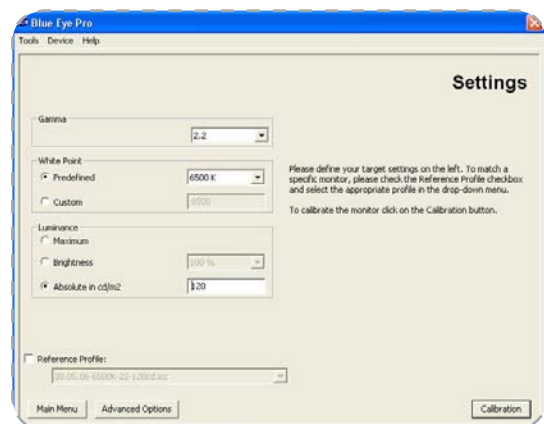 Blue Eye Pro
Tools Device Help
Settings
Gamma
2.2
White Point
Predefined
6500 K
Custom
6500
Luminance
Maximum
Brightness
100 %
Absolute in cd/m2
120
Please define your target settings on the left. To match a
specific monitor, please check the Reference Profile checkbox
and select the appropriate profile in the drop-down menu.
To calibrate the monitor click on the Calibration button.
Reference Profile:
Main Menu
Advanced Options
Calibration